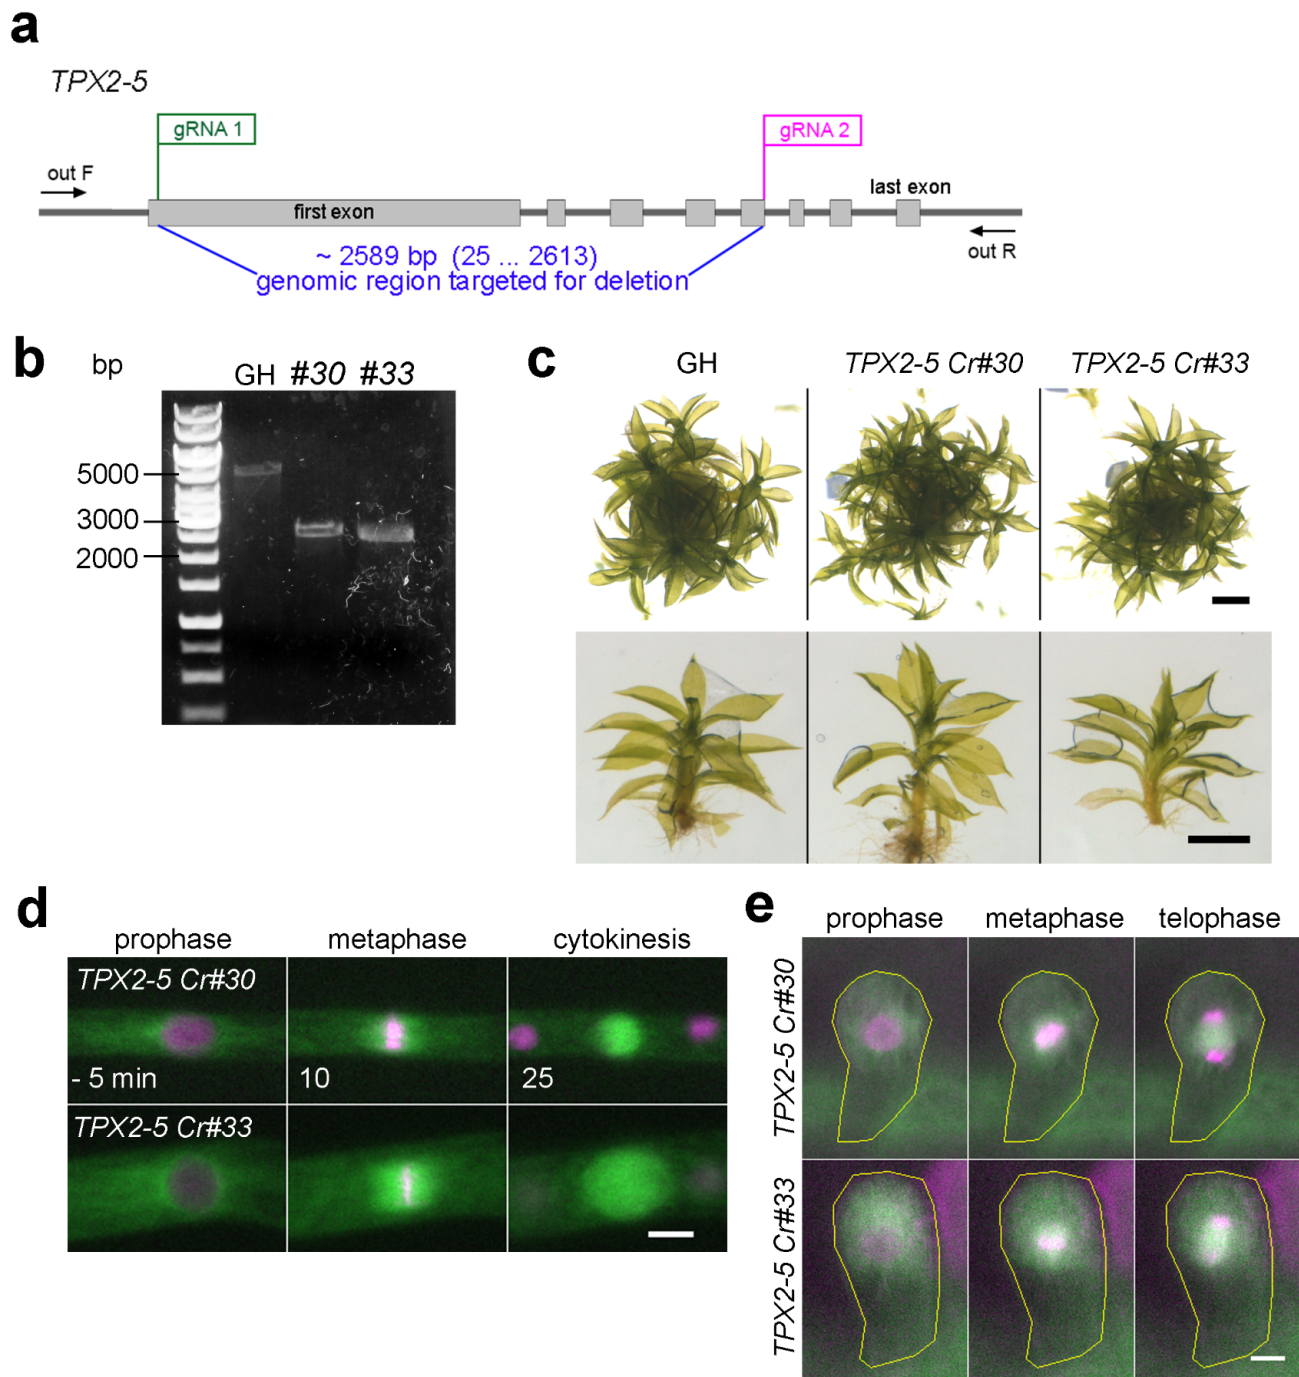 a
TPX2-5
gRNA 1
gRNA 2
out F
last exon
first exon
out R
~ 2589 bp (25 ... 2613)
genomic region targeted for deletion
b
bp
GH #30 #33
5000
3000
2000
c
GH
TPX2-5 Cr#30
TPX2-5 Cr#33
d
prophase
metaphase
cytokinesis
TPX2-5 Cr#30
- 5 min
10
25
TPX2-5 Cr#33
e
prophase
metaphase
telophase
TPX2-5 Cr#30
TPX2-5 Cr#33